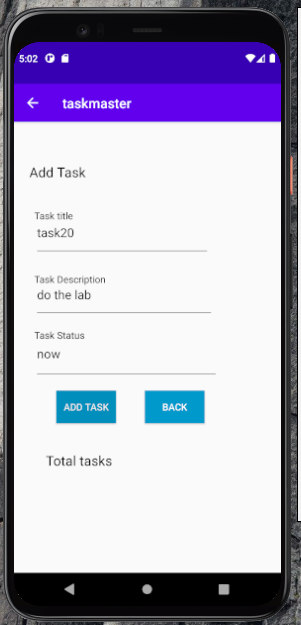 5:02
taskmaster
Add Task
Task title
task20
Task Description
do the lab
Task Status
now
ADD TASK BACK
Total tasks